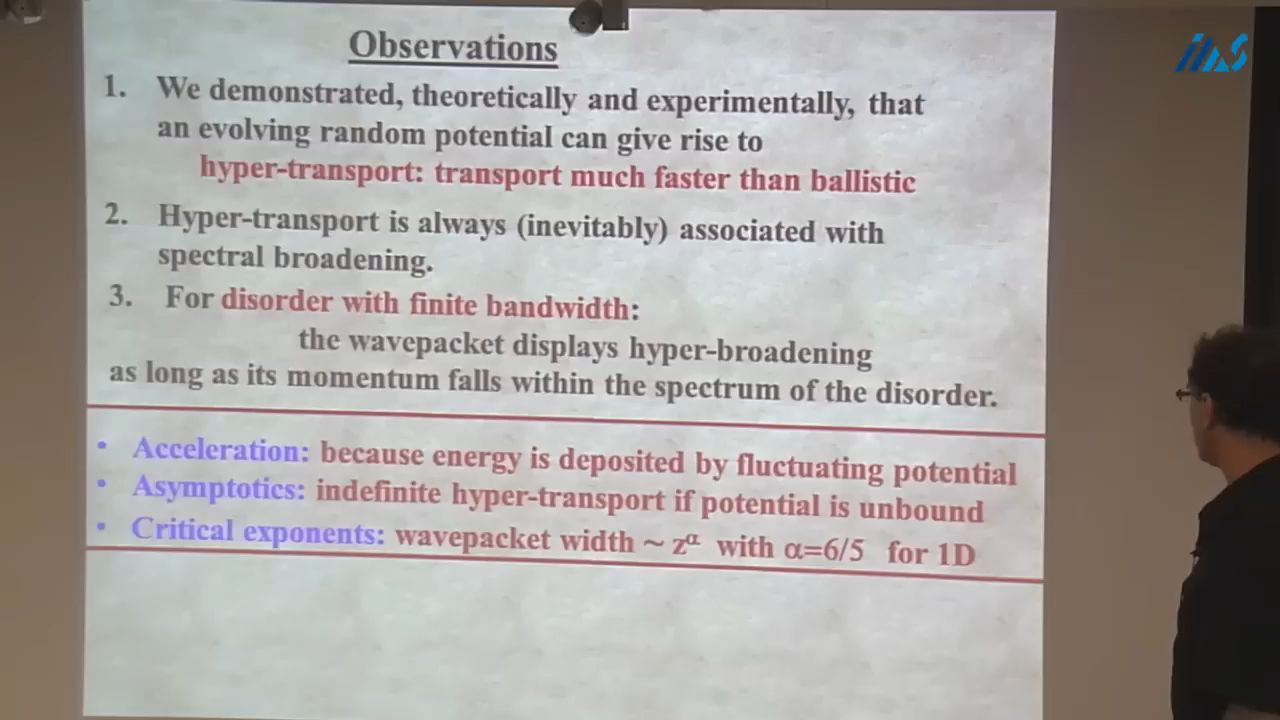 Observations
1. We demonstrated, theoretically and experimentally, that
an evolving random potential can give rise to
hyper-transport: transport much faster than ballistic
2. Hyper-transport is always (inevitably) associated with
spectral broadening.
3. For disorder with finite bandwidth:
the wavepacket displays hyper-broadening
as long as its momentum falls within the spectrum of the disorder.
• Acceleration: because energy is deposited by fluctuating potential
• Asymptotics: indefinite hyper-transport if potential is unbound
• Critical exponents: wavepacket width ~ zᵅ with α=6/5 for 1D